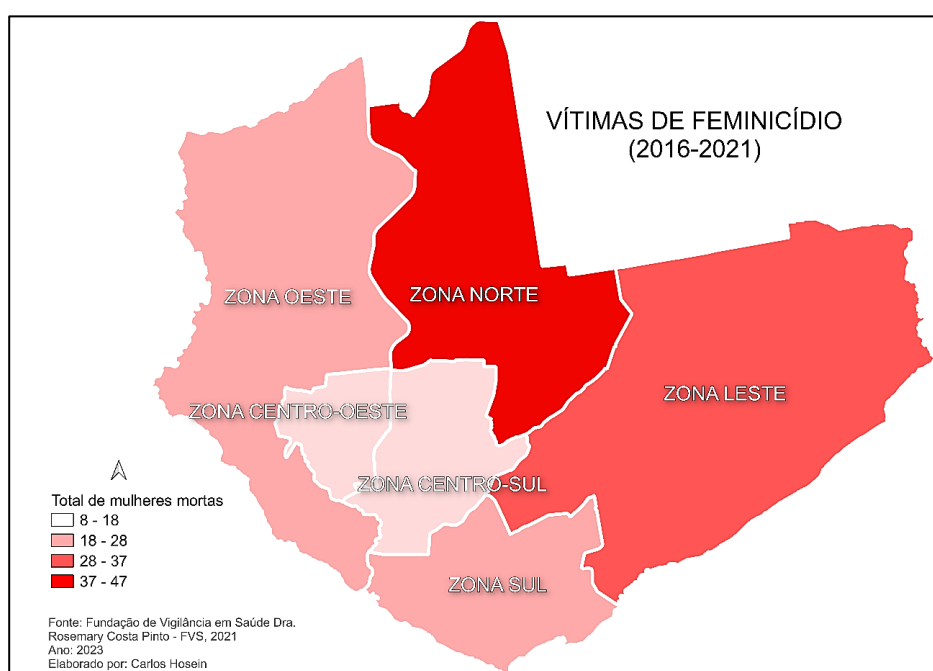 VÍTIMAS DE FEMINICÍDIO
(2016-2021)
ZONA OESTE
ZONA NORTE
ZONA LESTE
ZONA CENTRO-OESTE
ZONA CENTRO-SUL
ZONA SUL
Total de mulheres mortas
8 - 18
18 - 28
28 - 37
37 - 47
Fonte: Fundação de Vigilância em Saúde Dra.
Rosemary Costa Pinto - FVS, 2021
Ano: 2023
Elaborado por: Carlos Hosein